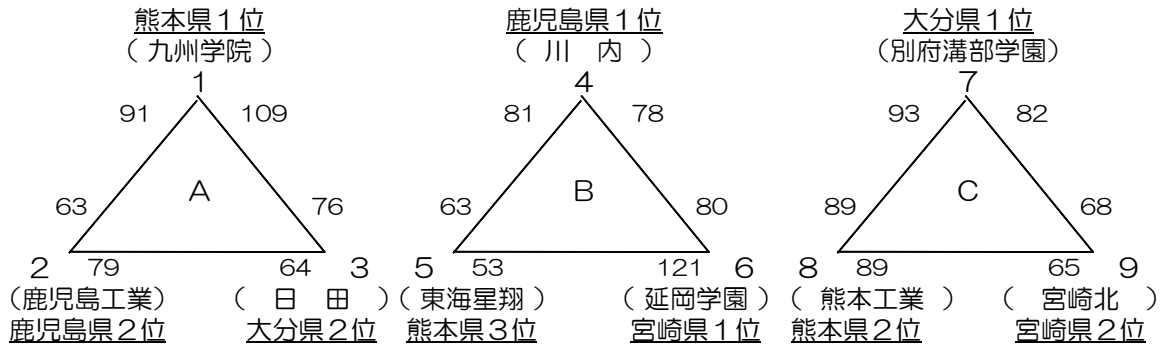 熊本県1位 鹿児島県1位 大分県1位
(九州学院) (川 内) (別府溝部学園)
1 4 7
91 109 81 78 93 82
A B C
63 76 63 80 89 68
2 79 64 3 5 53 121 6 8 89 65 9
(鹿児島工業) (日 田) (東海星翔) (延岡学園) (熊本工業) (宮崎北)
鹿児島県2位 大分県2位 熊本県3位 宮崎県1位 熊本県2位 宮崎県2位